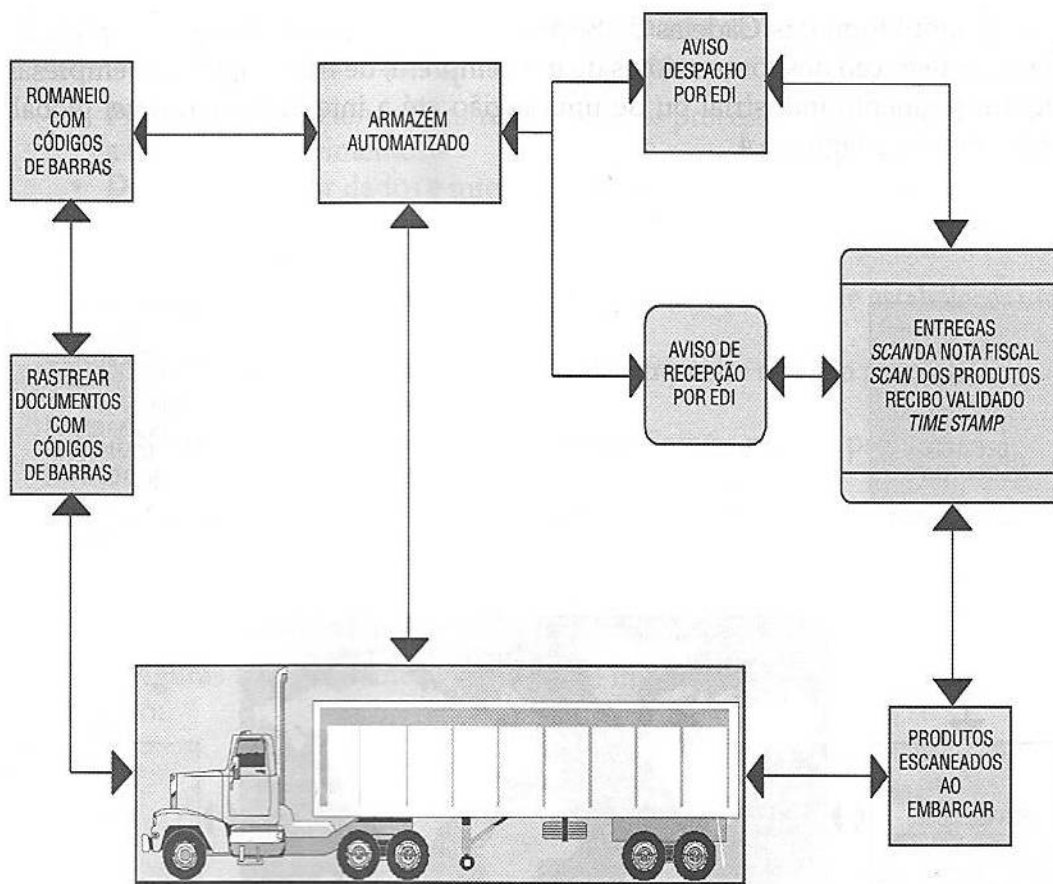 ROMANEIO
COM
CÓDIGOS
DE BARRAS
ARMAZÉM
AUTOMATIZADO
AVISO
DESPACHO
POR EDI
RASTREAR
DOCUMENTOS
COM
CÓDIGOS
DE BARRAS
AVISO DE
RECEPÇÃO
POR EDI
ENTREGAS
SCAN DA NOTA FISCAL
SCAN DOS PRODUTOS
RECIBO VALIDADO
TIME STAMP
PRODUTOS
ESCANEADOS
AO
EMBARCAR